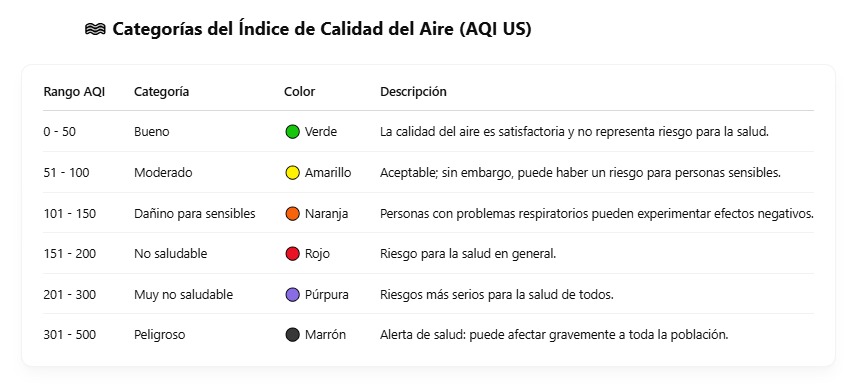 Categorías del Índice de Calidad del Aire (AQI US)
Rango AQI Categoría Color Descripción
0 - 50 Bueno Verde La calidad del aire es satisfactoria y no representa riesgo para la salud.
51 - 100 Moderado Amarillo Aceptable; sin embargo, puede haber un riesgo para personas sensibles.
101 - 150 Dañino para sensibles Naranja Personas con problemas respiratorios pueden experimentar efectos negativos.
151 - 200 No saludable Rojo Riesgo para la salud en general.
201 - 300 Muy no saludable Púrpura Riesgos más serios para la salud de todos.
301 - 500 Peligroso Marrón Alerta de salud: puede afectar gravemente a toda la población.